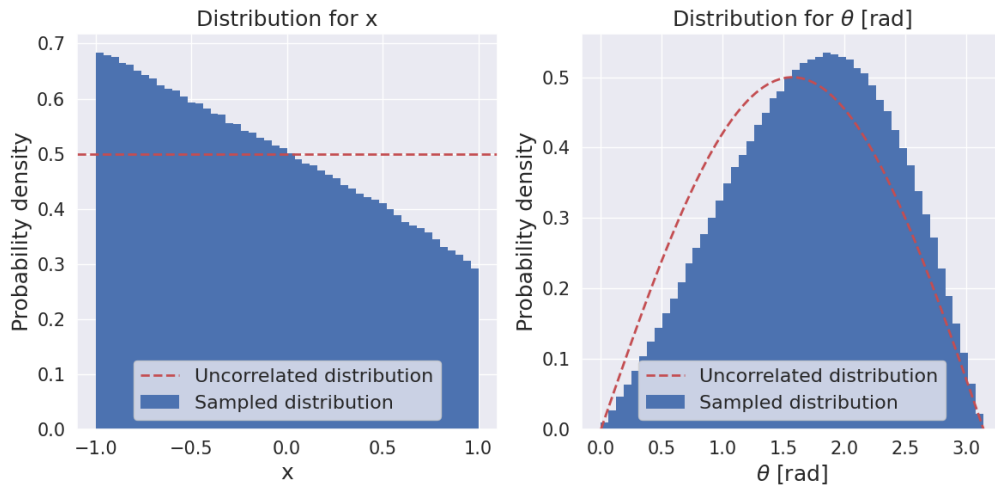 Distribution for x
0.7
0.6
0.5
0.4
0.3
0.2
0.1
0.0
Probability density
Uncorrelated distribution
Sampled distribution
−1.0 −0.5 0.0 0.5 1.0
x
Distribution for θ [rad]
0.5
0.4
0.3
0.2
0.1
0.0
Probability density
Uncorrelated distribution
Sampled distribution
0.0 0.5 1.0 1.5 2.0 2.5 3.0
θ [rad]